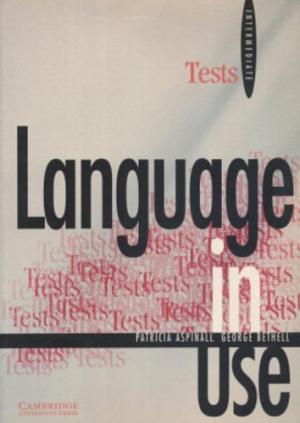 INTERMEDIATE
Tests
Language
in
PATRICIA ASPINALL GEORGE BETHELL
Use
CAMBRIDGE
UNIVERSITY PRESS